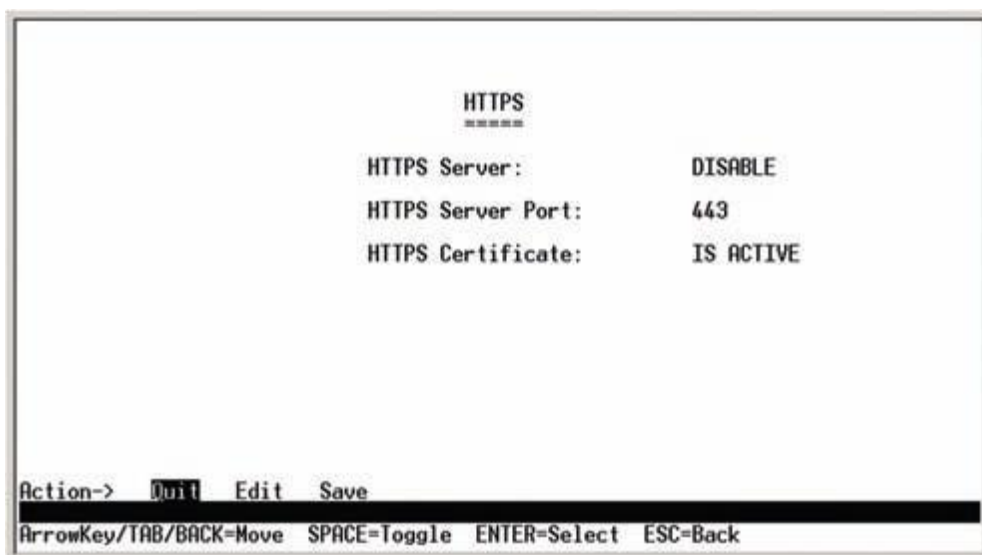 HTTPS
=====
HTTPS Server: DISABLE
HTTPS Server Port: 443
HTTPS Certificate: IS ACTIVE
Action-> Quit Edit Save
ArrowKey/TAB/BACK=Move SPACE=Toggle ENTER=Select ESC=Back